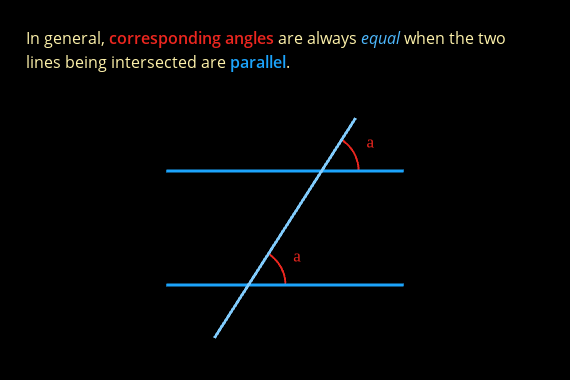 In general, corresponding angles are always equal when the two
lines being intersected are parallel.
a
a